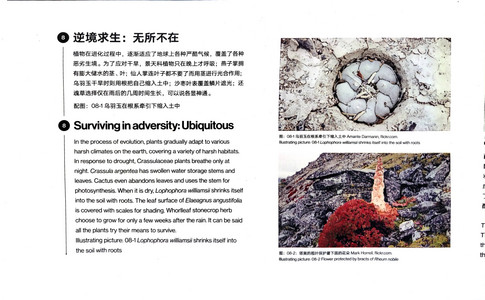 8 逆境求生：无所不在
植物在进化过程中，逐渐适应了地球上各种严酷气候，覆盖了各种
恶劣生境。为了应对干旱，景天科植物只在晚上才呼吸；燕子掌拥
有膨大储水的茎、叶；仙人掌连叶子都不要了而用茎进行光合作用；
乌羽玉干旱时则用根把自己缩入土中；沙枣叶表覆盖鳞片遮光；还
魂草选择仅在雨后的几周时间生长，可以说各显神通。
配图：08-1乌羽玉在根系牵引下缩入土中
8 Surviving in adversity: Ubiquitous
In the process of evolution, plants gradually adapt to various
harsh climates on the earth, covering a variety of harsh habitats.
In response to drought, Crassulaceae plants breathe only at
night. Crassula argentea has swollen water storage stems and
leaves. Cactus even abandons leaves and uses the stem for
photosynthesis. When it is dry, Lophophora williamsii shrinks itself
into the soil with roots. The leaf surface of Elaeagnus angustifolia
is covered with scales for shading. Whorlleaf stonecrop herb
choose to grow for only a few weeks after the rain. It can be said
all the plants try their means to survive.
Illustrating picture: 08-1 Lophophora williamsii shrinks itself into
the soil with roots
图：08-1 乌羽玉在根系牵引下缩入土中 Amante Darmanin, flickr.com
Illustrating picture: 08-1 Lophophora williamsii shrinks itself into the soil with roots
图：08-2，塔黄的苞叶保护着下面的花朵 Mark Horrell, flickr.com
Illustrating picture: 08-2 Flower protected by bracts of Rheum nobile